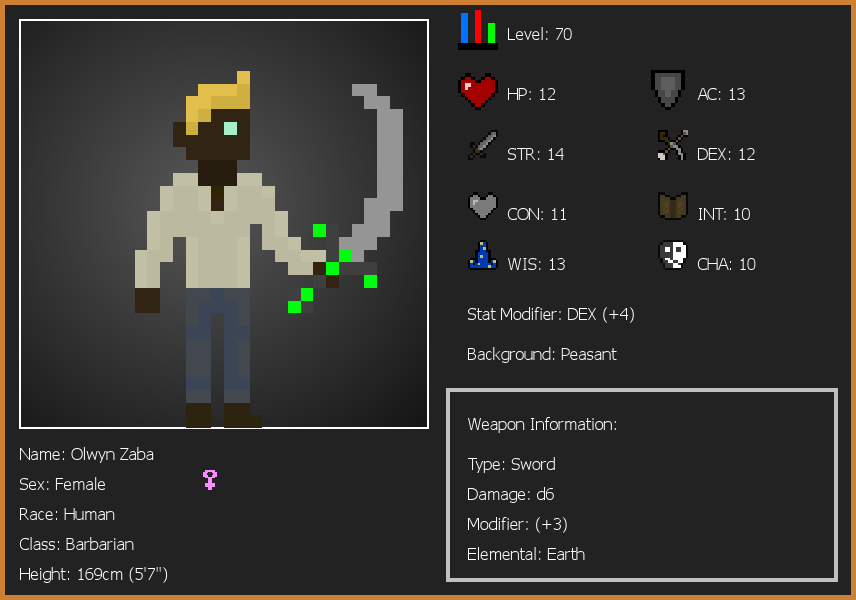 Level: 70
HP: 12
AC: 13
STR: 14
DEX: 12
CON: 11
INT: 10
WIS: 13
CHA: 10
Stat Modifier: DEX (+4)
Background: Peasant
Weapon Information:
Type: Sword
Damage: d6
Modifier: (+3)
Elemental: Earth
Name: Olwyn Zaba
Sex: Female
Race: Human
Class: Barbarian
Height: 169cm (5'7")